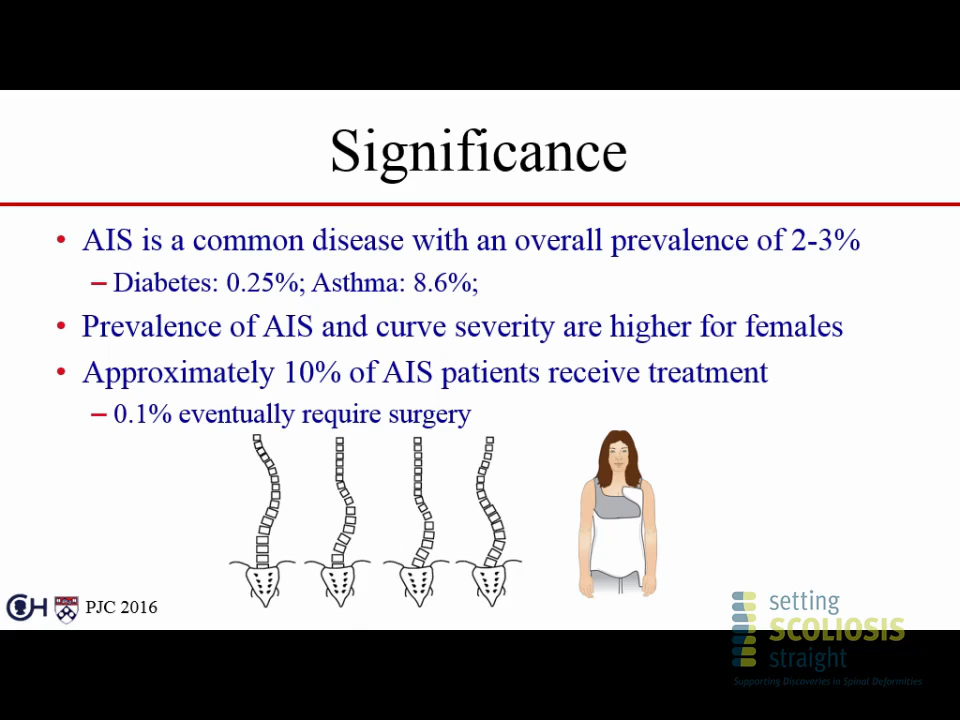 Significance
• AIS is a common disease with an overall prevalence of 2-3%
– Diabetes: 0.25%; Asthma: 8.6%;
• Prevalence of AIS and curve severity are higher for females
• Approximately 10% of AIS patients receive treatment
– 0.1% eventually require surgery
CH PJC 2016
setting
SCOLIOSIS
straight
Supporting Discoveries in Spinal Deformities